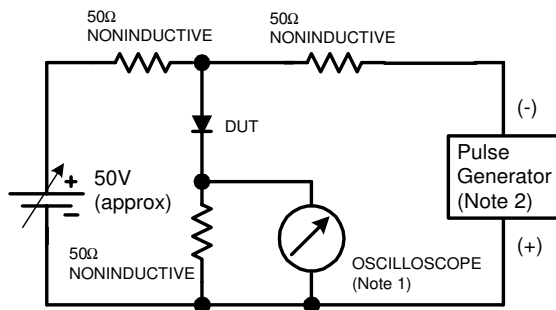 50Ω
NONINDUCTIVE
50Ω
NONINDUCTIVE
(-)
DUT
+
50V
(approx)
−
Pulse
Generator
(Note 2)
50Ω
NONINDUCTIVE
OSCILLOSCOPE
(Note 1)
(+)